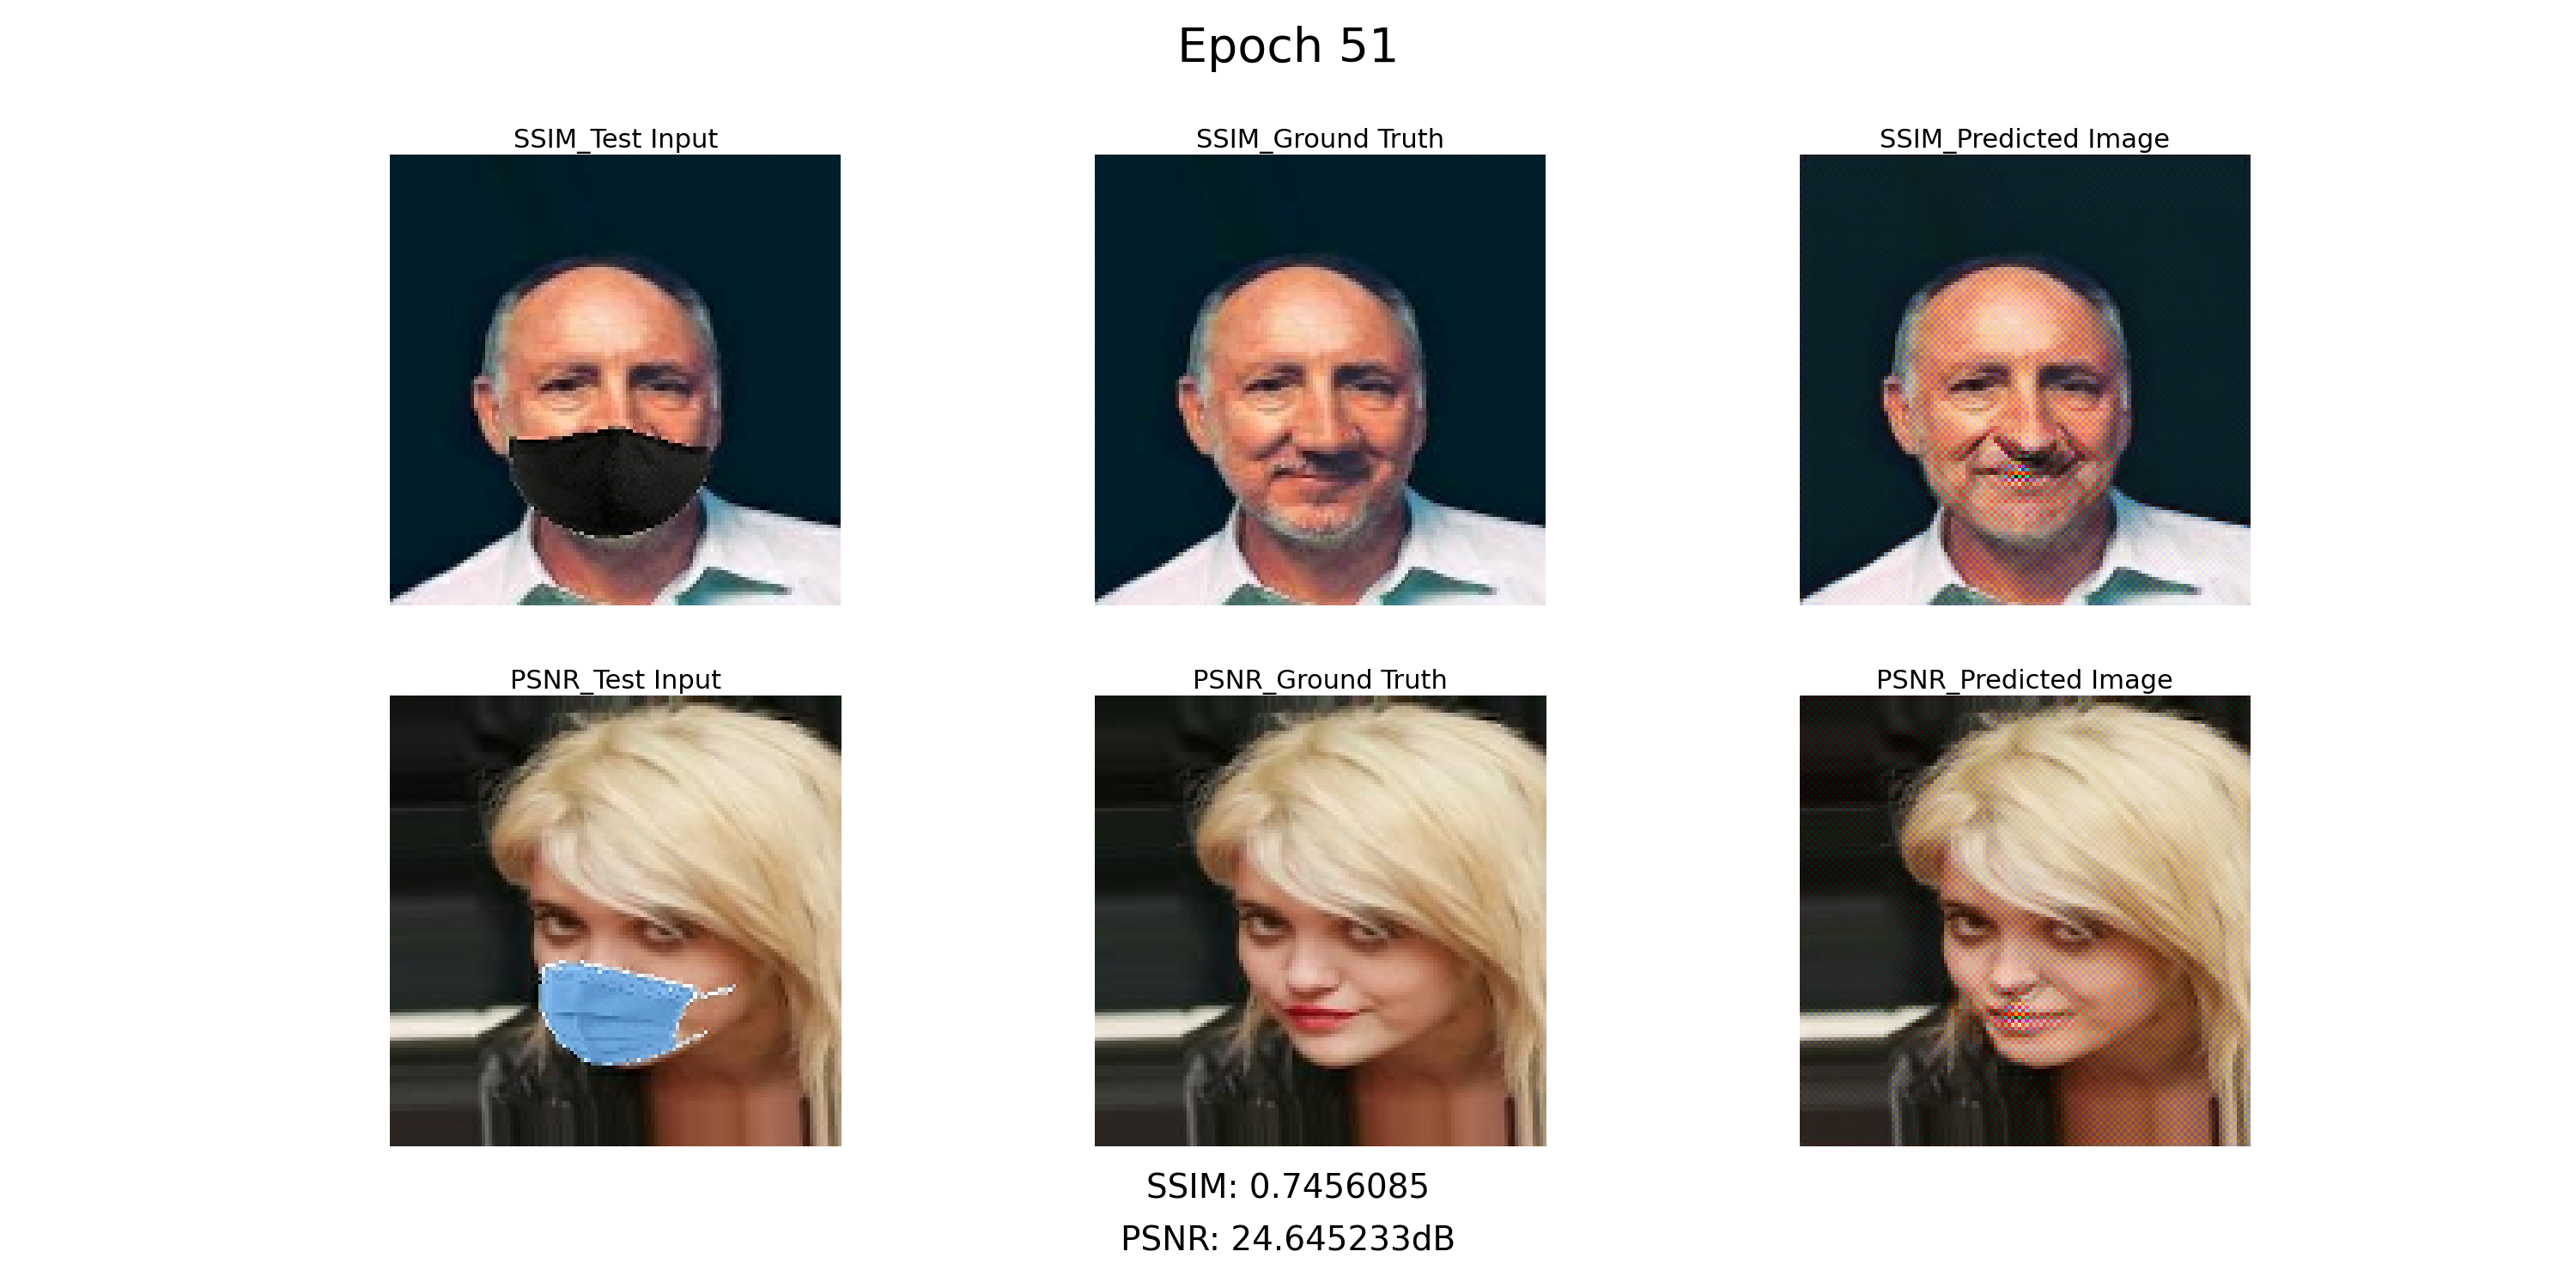 Epoch 51
SSIM_Test Input
SSIM_Ground Truth
SSIM_Predicted Image
PSNR_Test Input
PSNR_Ground Truth
PSNR_Predicted Image
SSIM: 0.7456085
PSNR: 24.645233dB